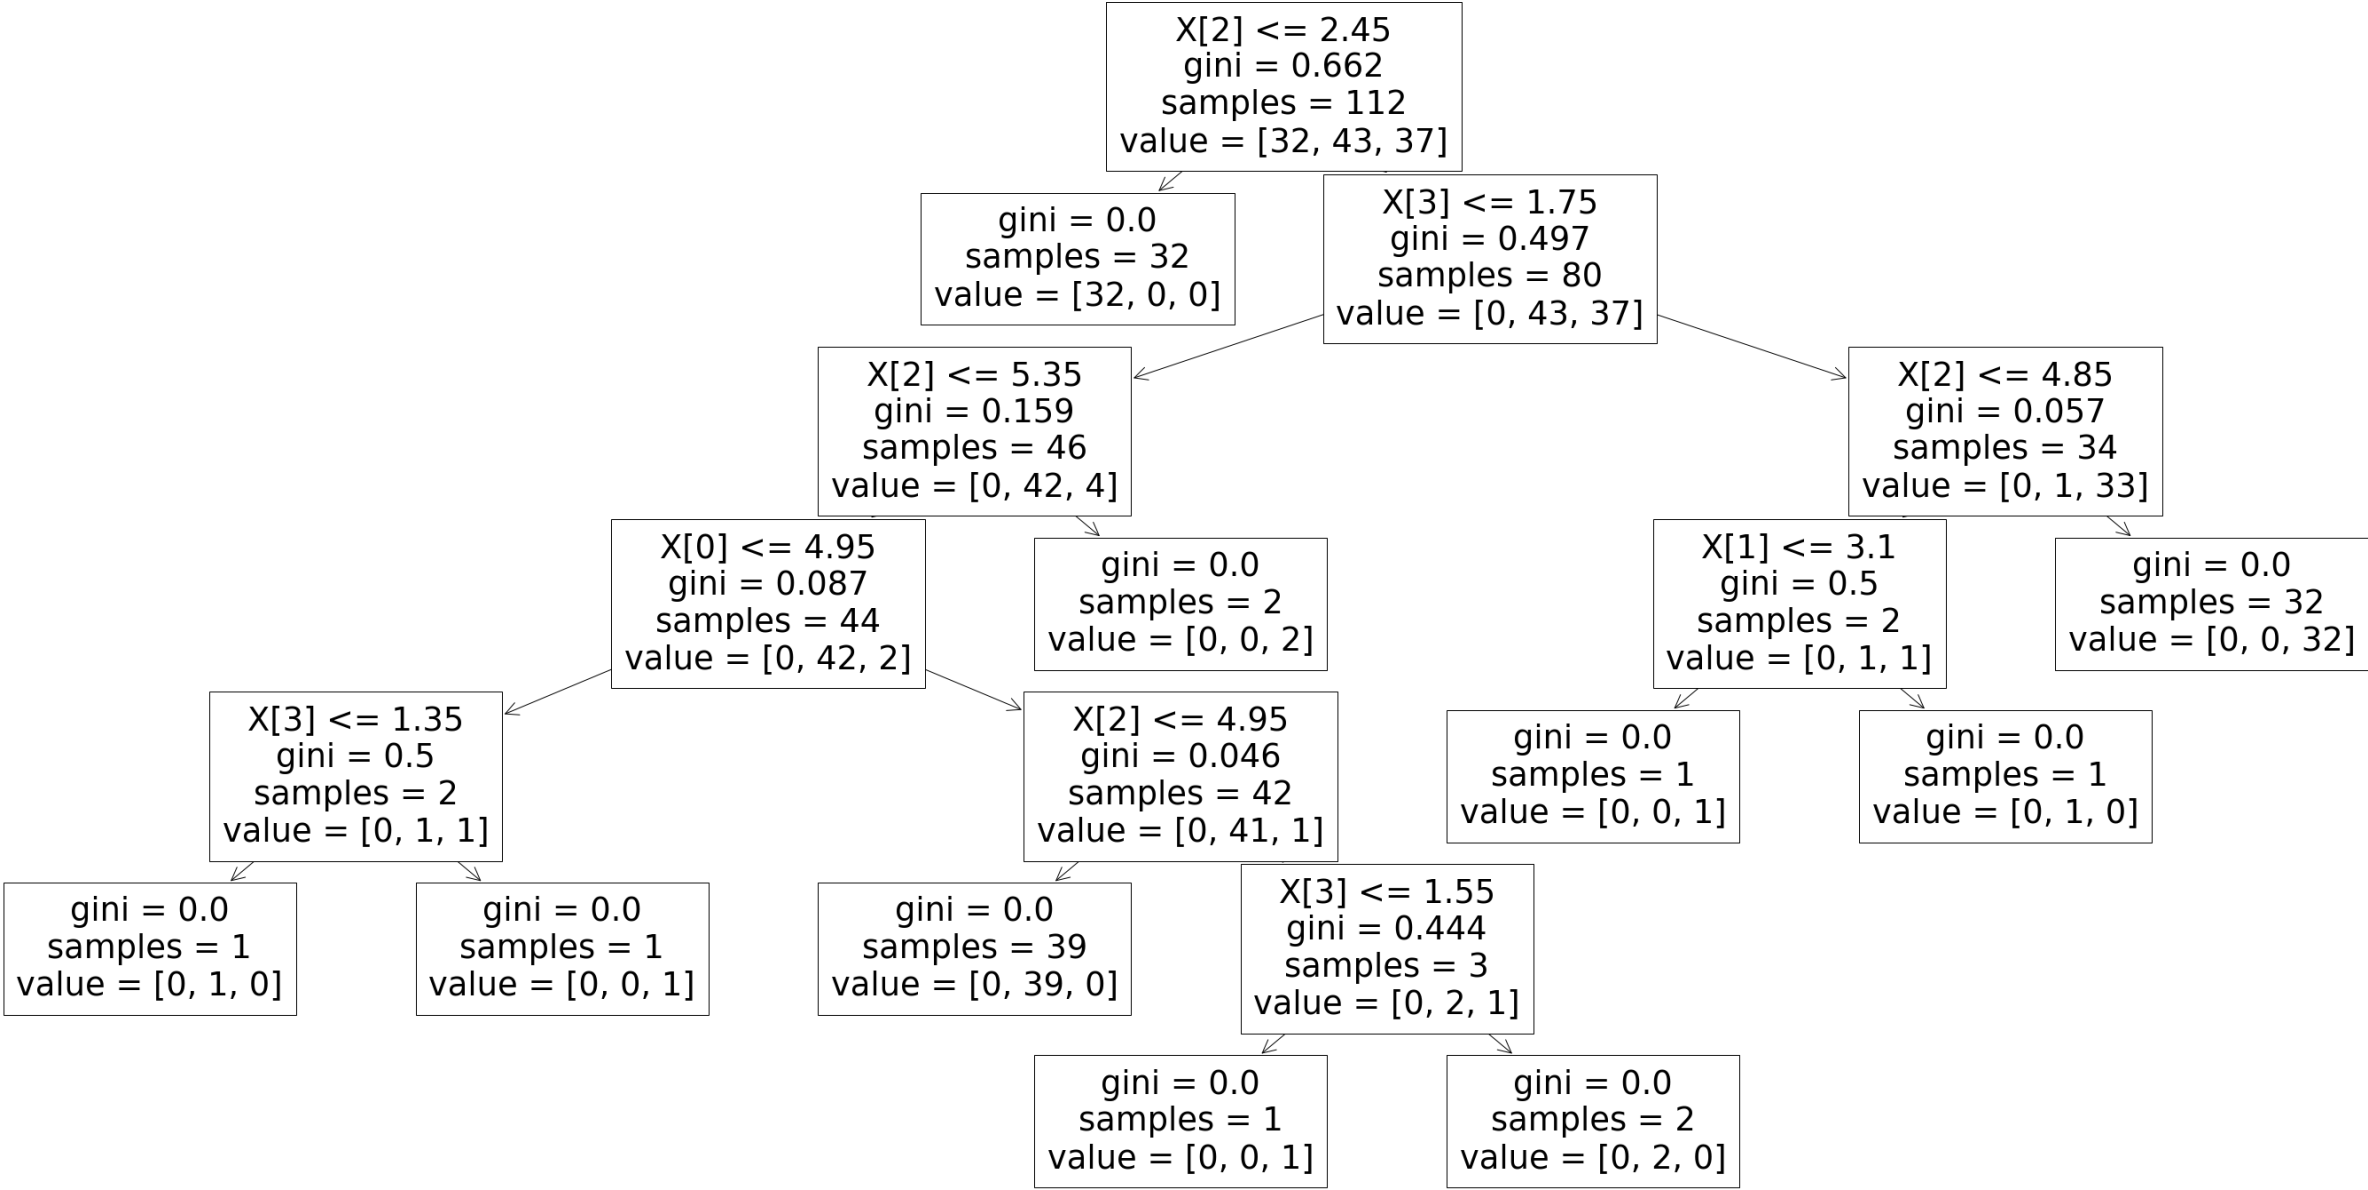 X[2] <= 2.45
gini = 0.662
samples = 112
value = [32, 43, 37]
gini = 0.0
samples = 32
value = [32, 0, 0]
X[3] <= 1.75
gini = 0.497
samples = 80
value = [0, 43, 37]
X[2] <= 5.35
gini = 0.159
samples = 46
value = [0, 42, 4]
X[2] <= 4.85
gini = 0.057
samples = 34
value = [0, 1, 33]
X[0] <= 4.95
gini = 0.087
samples = 44
value = [0, 42, 2]
gini = 0.0
samples = 2
value = [0, 0, 2]
X[1] <= 3.1
gini = 0.5
samples = 2
value = [0, 1, 1]
gini = 0.0
samples = 32
value = [0, 0, 32]
X[3] <= 1.35
gini = 0.5
samples = 2
value = [0, 1, 1]
X[2] <= 4.95
gini = 0.046
samples = 42
value = [0, 41, 1]
gini = 0.0
samples = 1
value = [0, 0, 1]
gini = 0.0
samples = 1
value = [0, 1, 0]
gini = 0.0
samples = 1
value = [0, 1, 0]
gini = 0.0
samples = 1
value = [0, 0, 1]
gini = 0.0
samples = 39
value = [0, 39, 0]
X[3] <= 1.55
gini = 0.444
samples = 3
value = [0, 2, 1]
gini = 0.0
samples = 1
value = [0, 0, 1]
gini = 0.0
samples = 2
value = [0, 2, 0]